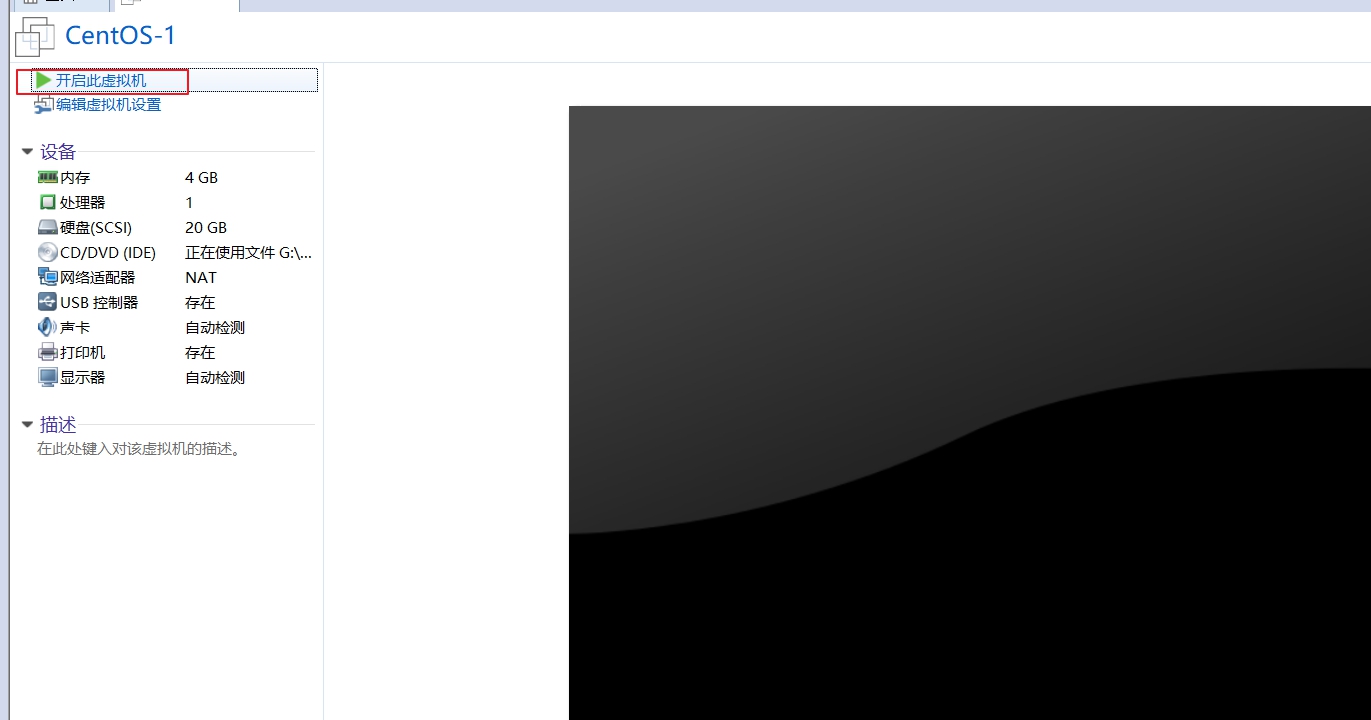 CentOS-1
开启此虚拟机
编辑虚拟机设置
设备
内存 4 GB
处理器 1
硬盘(SCSI) 20 GB
CD/DVD (IDE) 正在使用文件 G:\...
网络适配器 NAT
USB 控制器 存在
声卡 自动检测
打印机 存在
显示器 自动检测
描述
在此处键入对该虚拟机的描述。